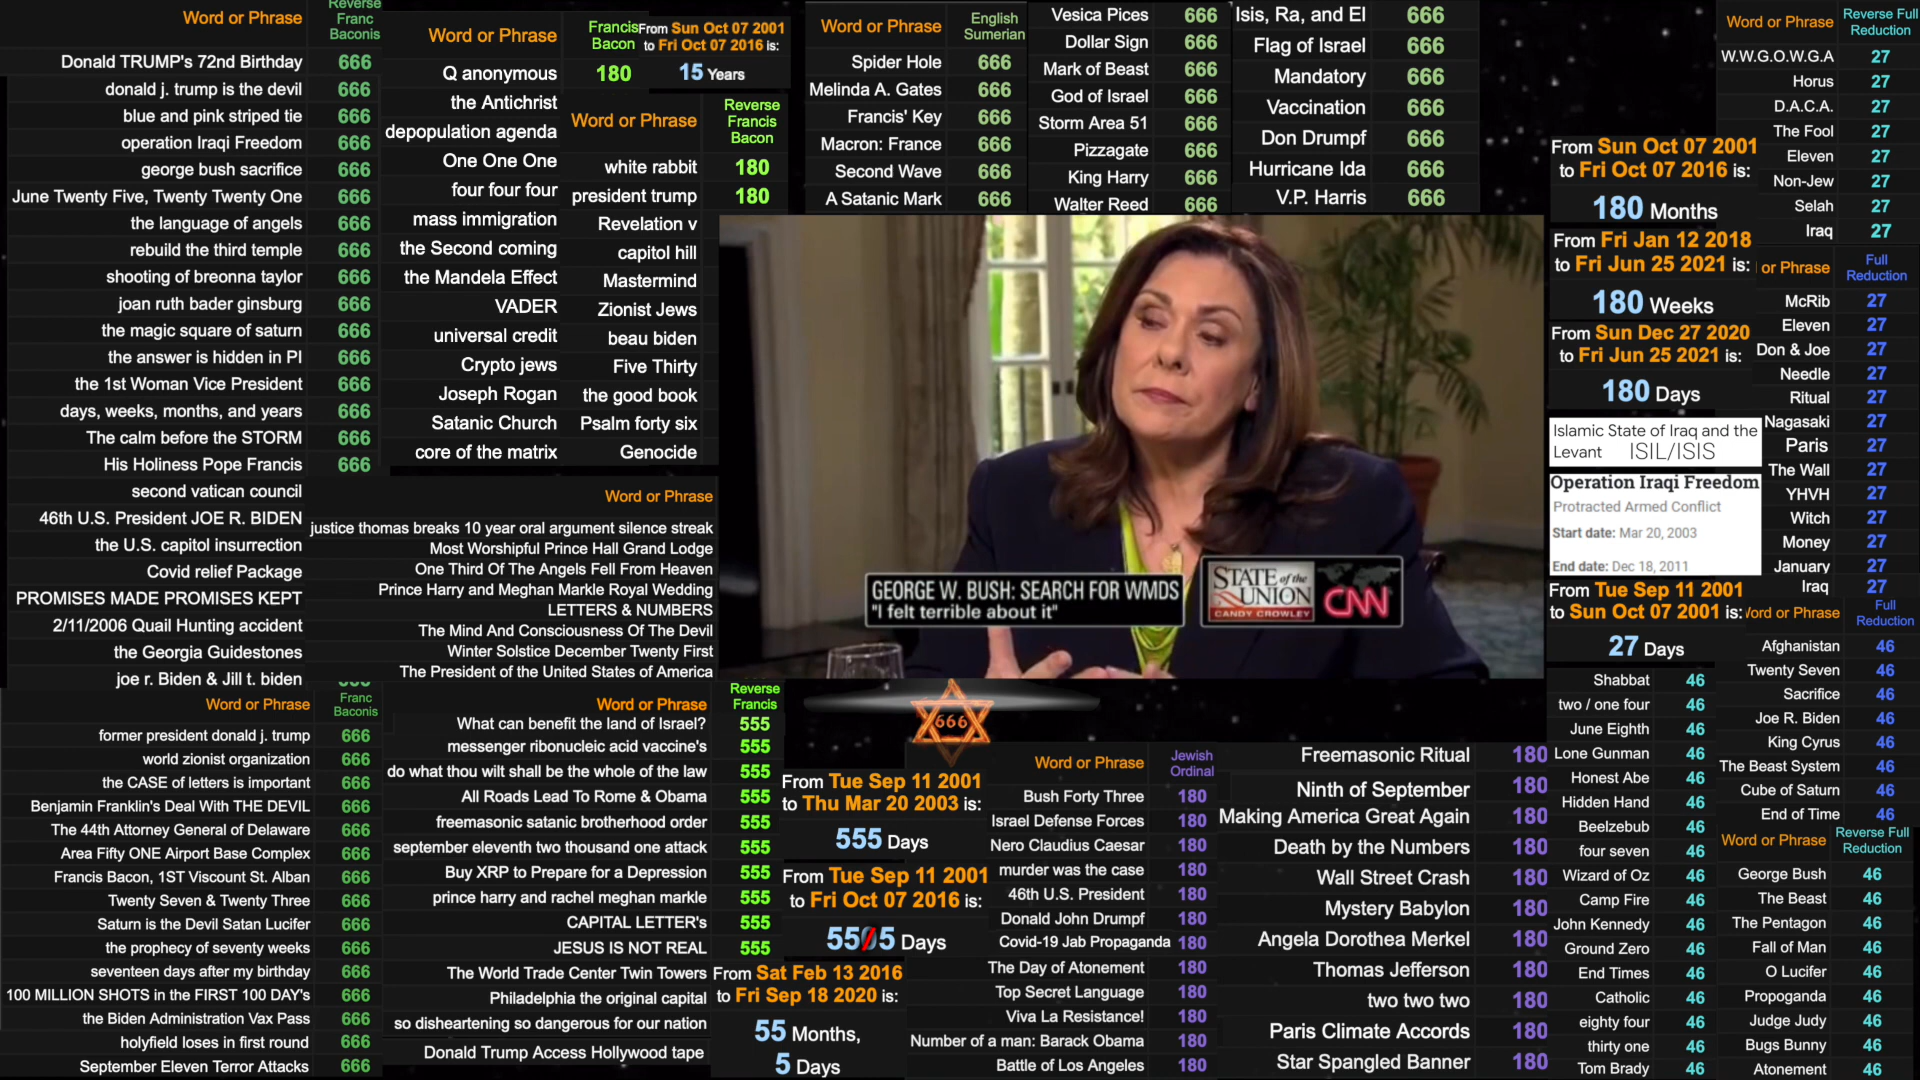 Word or Phrase
Reverse
Franc
Baconis
Donald TRUMP's 72nd Birthday 666
donald j. trump is the devil 666
blue and pink striped tie 666
operation Iraqi Freedom 666
george bush sacrifice 666
June Twenty Five, Twenty Twenty One 666
the language of angels 666
rebuild the third temple 666
shooting of breonna taylor 666
joan ruth bader ginsburg 666
the magic square of saturn 666
the answer is hidden in PI 666
the 1st Woman Vice President 666
days, weeks, months, and years 666
The calm before the STORM 666
His Holiness Pope Francis 666
second vatican council
46th U.S. President JOE R. BIDEN
the U.S. capitol insurrection
Covid relief Package
PROMISES MADE PROMISES KEPT
2/11/2006 Quail Hunting accident
the Georgia Guidestones
joe r. Biden & Jill t. biden
Word or Phrase
Franc
Baconis
former president donald j. trump 666
world zionist organization 666
the CASE of letters is important 666
Benjamin Franklin's Deal With THE DEVIL 666
The 44th Attorney General of Delaware 666
Area Fifty ONE Airport Base Complex 666
Francis Bacon, 1ST Viscount St. Alban 666
Twenty Seven & Twenty Three 666
Saturn is the Devil Satan Lucifer 666
the prophecy of seventy weeks 666
seventeen days after my birthday 666
100 MILLION SHOTS in the FIRST 100 DAY's 666
the Biden Administration Vax Pass 666
holyfield loses in first round 666
September Eleven Terror Attacks 666
Word or Phrase
Francis
Bacon
Q anonymous 180
the Antichrist
depopulation agenda
One One One
four four four
mass immigration
the Second coming
the Mandela Effect
VADER
universal credit
Crypto jews
Joseph Rogan
Satanic Church
core of the matrix
From Sun Oct 07 2001
to Fri Oct 07 2016 is:
15 Years
Word or Phrase
Reverse
Francis
Bacon
white rabbit 180
president trump 180
Revelation v
capitol hill
Mastermind
Zionist Jews
beau biden
Five Thirty
the good book
Psalm forty six
Genocide
Word or Phrase
justice thomas breaks 10 year oral argument silence streak
Most Worshipful Prince Hall Grand Lodge
One Third Of The Angels Fell From Heaven
Prince Harry and Meghan Markle Royal Wedding
LETTERS & NUMBERS
The Mind And Consciousness Of The Devil
Winter Solstice December Twenty First
The President of the United States of America
Word or Phrase
Reverse
Francis
What can benefit the land of Israel? 555
messenger ribonucleic acid vaccine's 555
do what thou wilt shall be the whole of the law 555
All Roads Lead To Rome & Obama 555
freemasonic satanic brotherhood order 555
september eleventh two thousand one attack 555
Buy XRP to Prepare for a Depression 555
prince harry and rachel meghan markle 555
CAPITAL LETTER's 555
JESUS IS NOT REAL 555
The World Trade Center Twin Towers
Philadelphia the original capital
so disheartening so dangerous for our nation
Donald Trump Access Hollywood tape
Word or Phrase
English
Sumerian
Spider Hole 666
Melinda A. Gates 666
Francis' Key 666
Macron: France 666
Second Wave 666
A Satanic Mark 666
Vesica Pices 666
Dollar Sign 666
Mark of Beast 666
God of Israel 666
Storm Area 51 666
Pizzagate 666
King Harry 666
Walter Reed 666
Isis, Ra, and El 666
Flag of Israel 666
Mandatory 666
Vaccination 666
Don Drumpf 666
Hurricane Ida 666
V.P. Harris 666
GEORGE W. BUSH: SEARCH FOR WMDS
"I felt terrible about it"
STATE of the
UNION
CANDY CROWLEY
CNN
666
From Tue Sep 11 2001
to Thu Mar 20 2003 is:
555 Days
From Tue Sep 11 2001
to Fri Oct 07 2016 is:
5505 Days
From Sat Feb 13 2016
to Fri Sep 18 2020 is:
55 Months,
5 Days
Word or Phrase
Jewish
Ordinal
Bush Forty Three 180
Israel Defense Forces 180
Nero Claudius Caesar 180
murder was the case 180
46th U.S. President 180
Donald John Drumpf 180
Covid-19 Jab Propaganda 180
The Day of Atonement 180
Top Secret Language 180
Viva La Resistance! 180
Number of a man: Barack Obama 180
Battle of Los Angeles 180
Freemasonic Ritual 180
Ninth of September 180
Making America Great Again 180
Death by the Numbers 180
Wall Street Crash 180
Mystery Babylon 180
Angela Dorothea Merkel 180
Thomas Jefferson 180
two two two 180
Paris Climate Accords 180
Star Spangled Banner 180
From Sun Oct 07 2001
to Fri Oct 07 2016 is:
180 Months
From Fri Jan 12 2018
to Fri Jun 25 2021 is:
180 Weeks
From Sun Dec 27 2020
to Fri Jun 25 2021 is:
180 Days
Islamic State of Iraq and the
Levant ISIL/ISIS
Operation Iraqi Freedom
Protracted Armed Conflict
Start date: Mar 20, 2003
End date: Dec 18, 2011
From Tue Sep 11 2001
to Sun Oct 07 2001 is:
27 Days
Shabbat 46
two / one four 46
June Eighth 46
Lone Gunman 46
Honest Abe 46
Hidden Hand 46
Beelzebub 46
four seven 46
Wizard of Oz 46
Camp Fire 46
John Kennedy 46
Ground Zero 46
End Times 46
Catholic 46
eighty four 46
thirty one 46
Tom Brady 46
Word or Phrase
Reverse Full
Reduction
W.W.G.O.W.G.A 27
Horus 27
D.A.C.A. 27
The Fool 27
Eleven 27
Non-Jew 27
Selah 27
Iraq 27
or Phrase
Full
Reduction
McRib 27
Eleven 27
Don & Joe 27
Needle 27
Ritual 27
Nagasaki 27
Paris 27
The Wall 27
YHVH 27
Witch 27
Money 27
January 27
Iraq 27
Word or Phrase
Full
Reduction
Afghanistan 46
Twenty Seven 46
Sacrifice 46
Joe R. Biden 46
King Cyrus 46
The Beast System 46
Cube of Saturn 46
End of Time 46
Word or Phrase
Reverse Full
Reduction
George Bush 46
The Beast 46
The Pentagon 46
Fall of Man 46
O Lucifer 46
Propoganda 46
Judge Judy 46
Bugs Bunny 46
Atonement 46